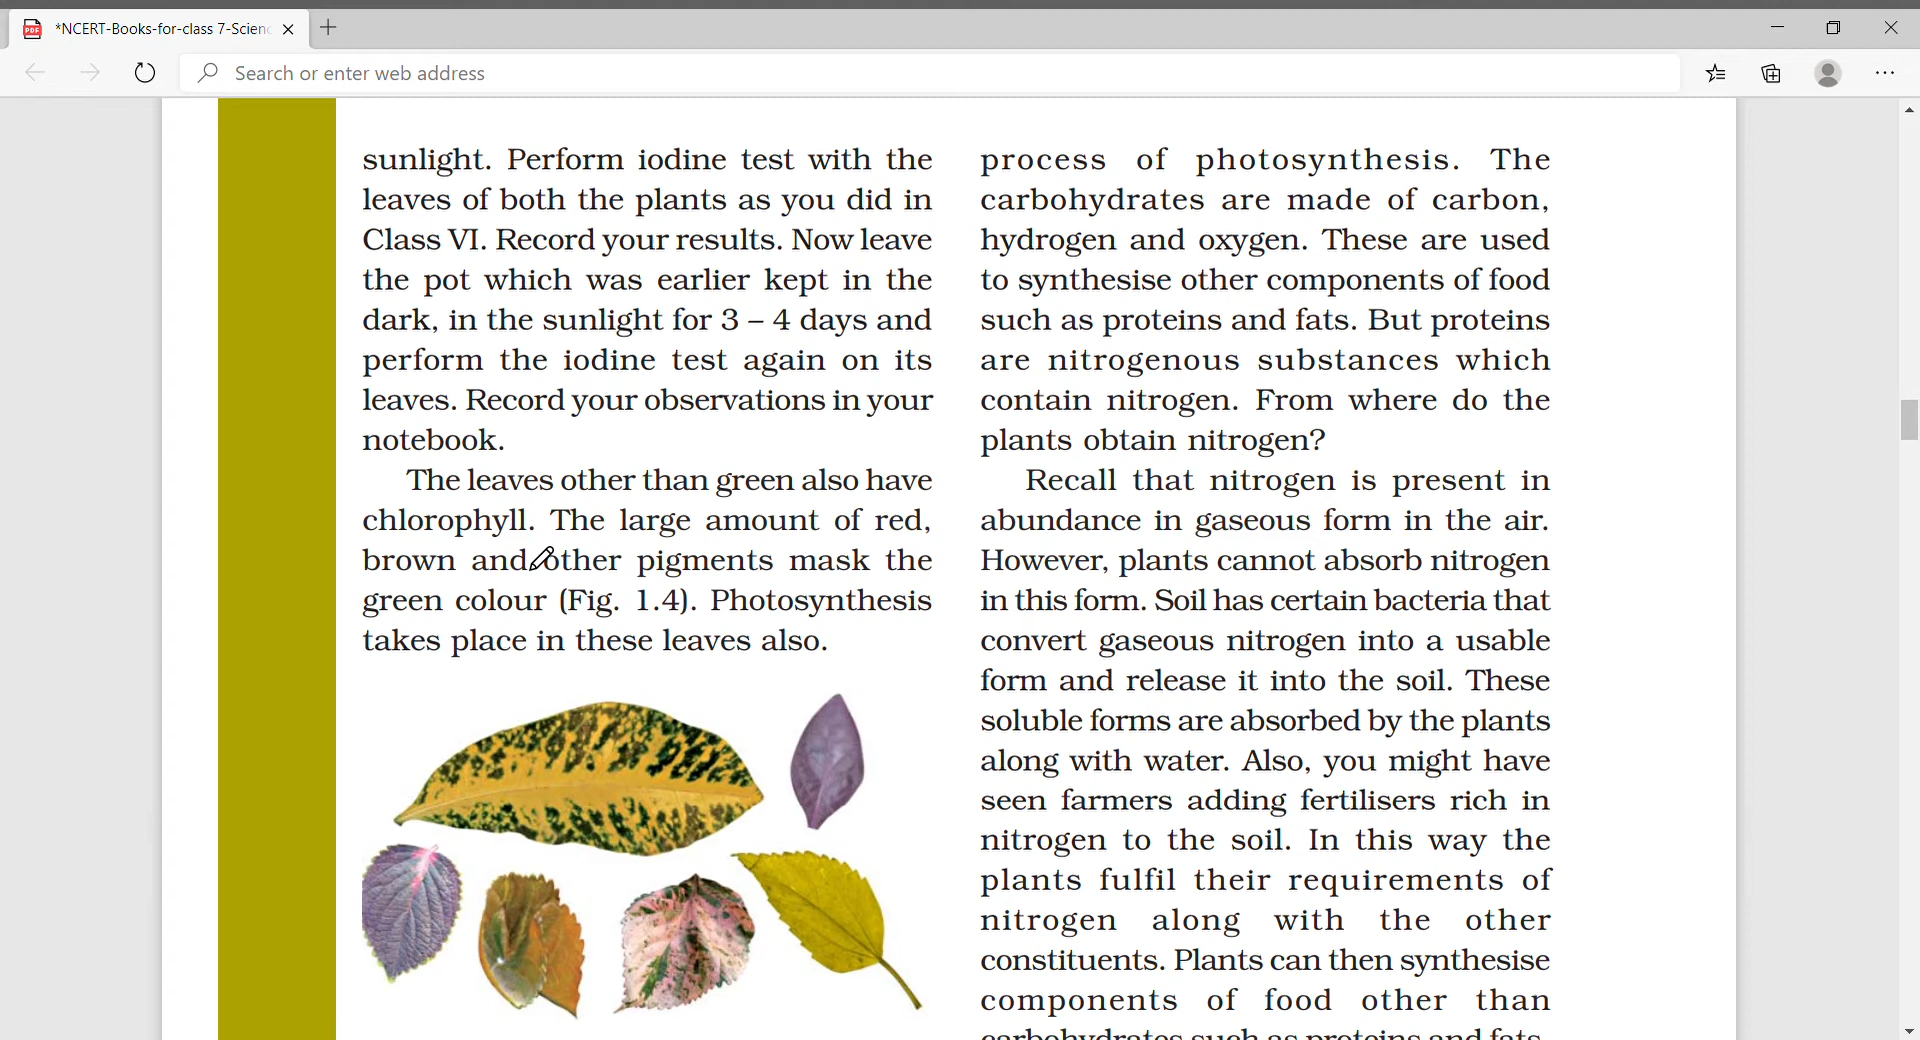 *NCERT-Books-for-class 7-Scienc
Search or enter web address
sunlight. Perform iodine test with the
leaves of both the plants as you did in
Class VI. Record your results. Now leave
the pot which was earlier kept in the
dark, in the sunlight for 3 – 4 days and
perform the iodine test again on its
leaves. Record your observations in your
notebook.
The leaves other than green also have
chlorophyll. The large amount of red,
brown and other pigments mask the
green colour (Fig. 1.4). Photosynthesis
takes place in these leaves also.
process of photosynthesis. The
carbohydrates are made of carbon,
hydrogen and oxygen. These are used
to synthesise other components of food
such as proteins and fats. But proteins
are nitrogenous substances which
contain nitrogen. From where do the
plants obtain nitrogen?
Recall that nitrogen is present in
abundance in gaseous form in the air.
However, plants cannot absorb nitrogen
in this form. Soil has certain bacteria that
convert gaseous nitrogen into a usable
form and release it into the soil. These
soluble forms are absorbed by the plants
along with water. Also, you might have
seen farmers adding fertilisers rich in
nitrogen to the soil. In this way the
plants fulfil their requirements of
nitrogen along with the other
constituents. Plants can then synthesise
components of food other than
carbohydrates such as proteins and fats.